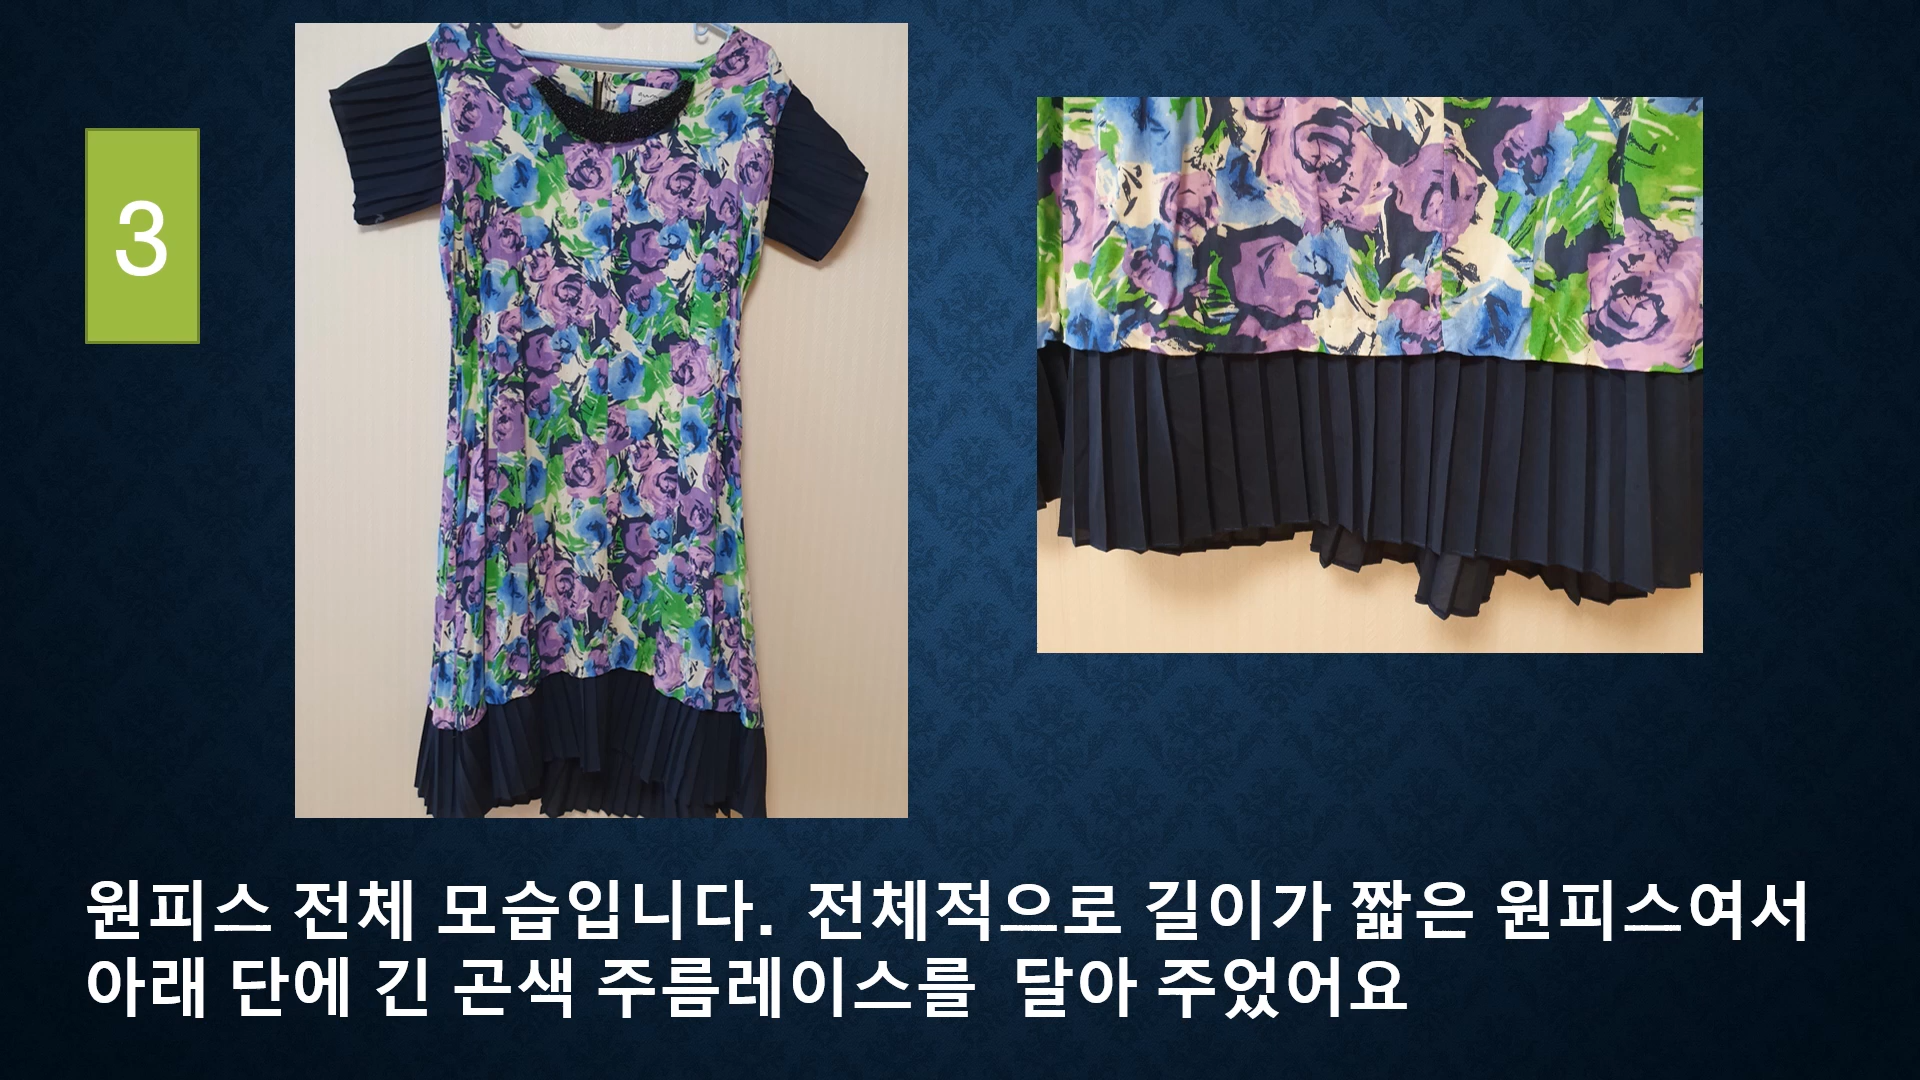 3
원피스 전체 모습입니다. 전체적으로 길이가 짧은 원피스여서
아래 단에 긴 곤색 주름레이스를 달아 주었어요